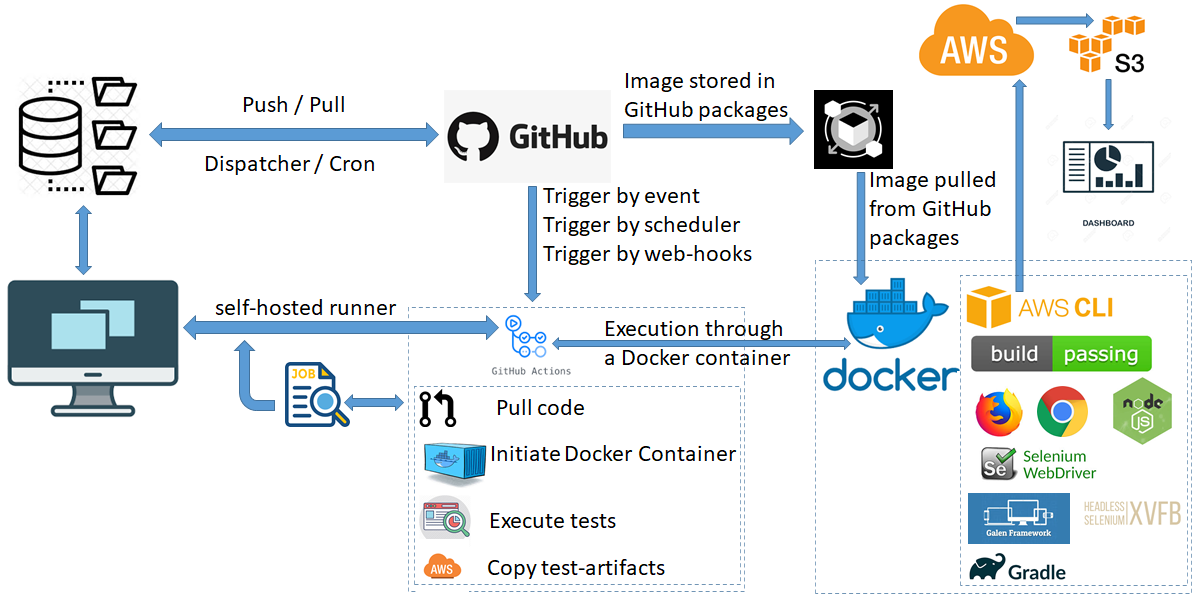 AWS
S3
Push / Pull
Dispatcher / Cron
GitHub
Image stored in
GitHub packages
DASHBOARD
Trigger by event
Trigger by scheduler
Trigger by web-hooks
Image pulled
from GitHub
packages
self-hosted runner
GitHub Actions
Execution through
a Docker container
docker
AWS CLI
build passing
JOB
Pull code
Initiate Docker Container
Execute tests
AWS
Copy test-artifacts
node
JS
Se
Selenium
WebDriver
Galen Framework
HEADLESS
SELENIUM
XVFB
Gradle